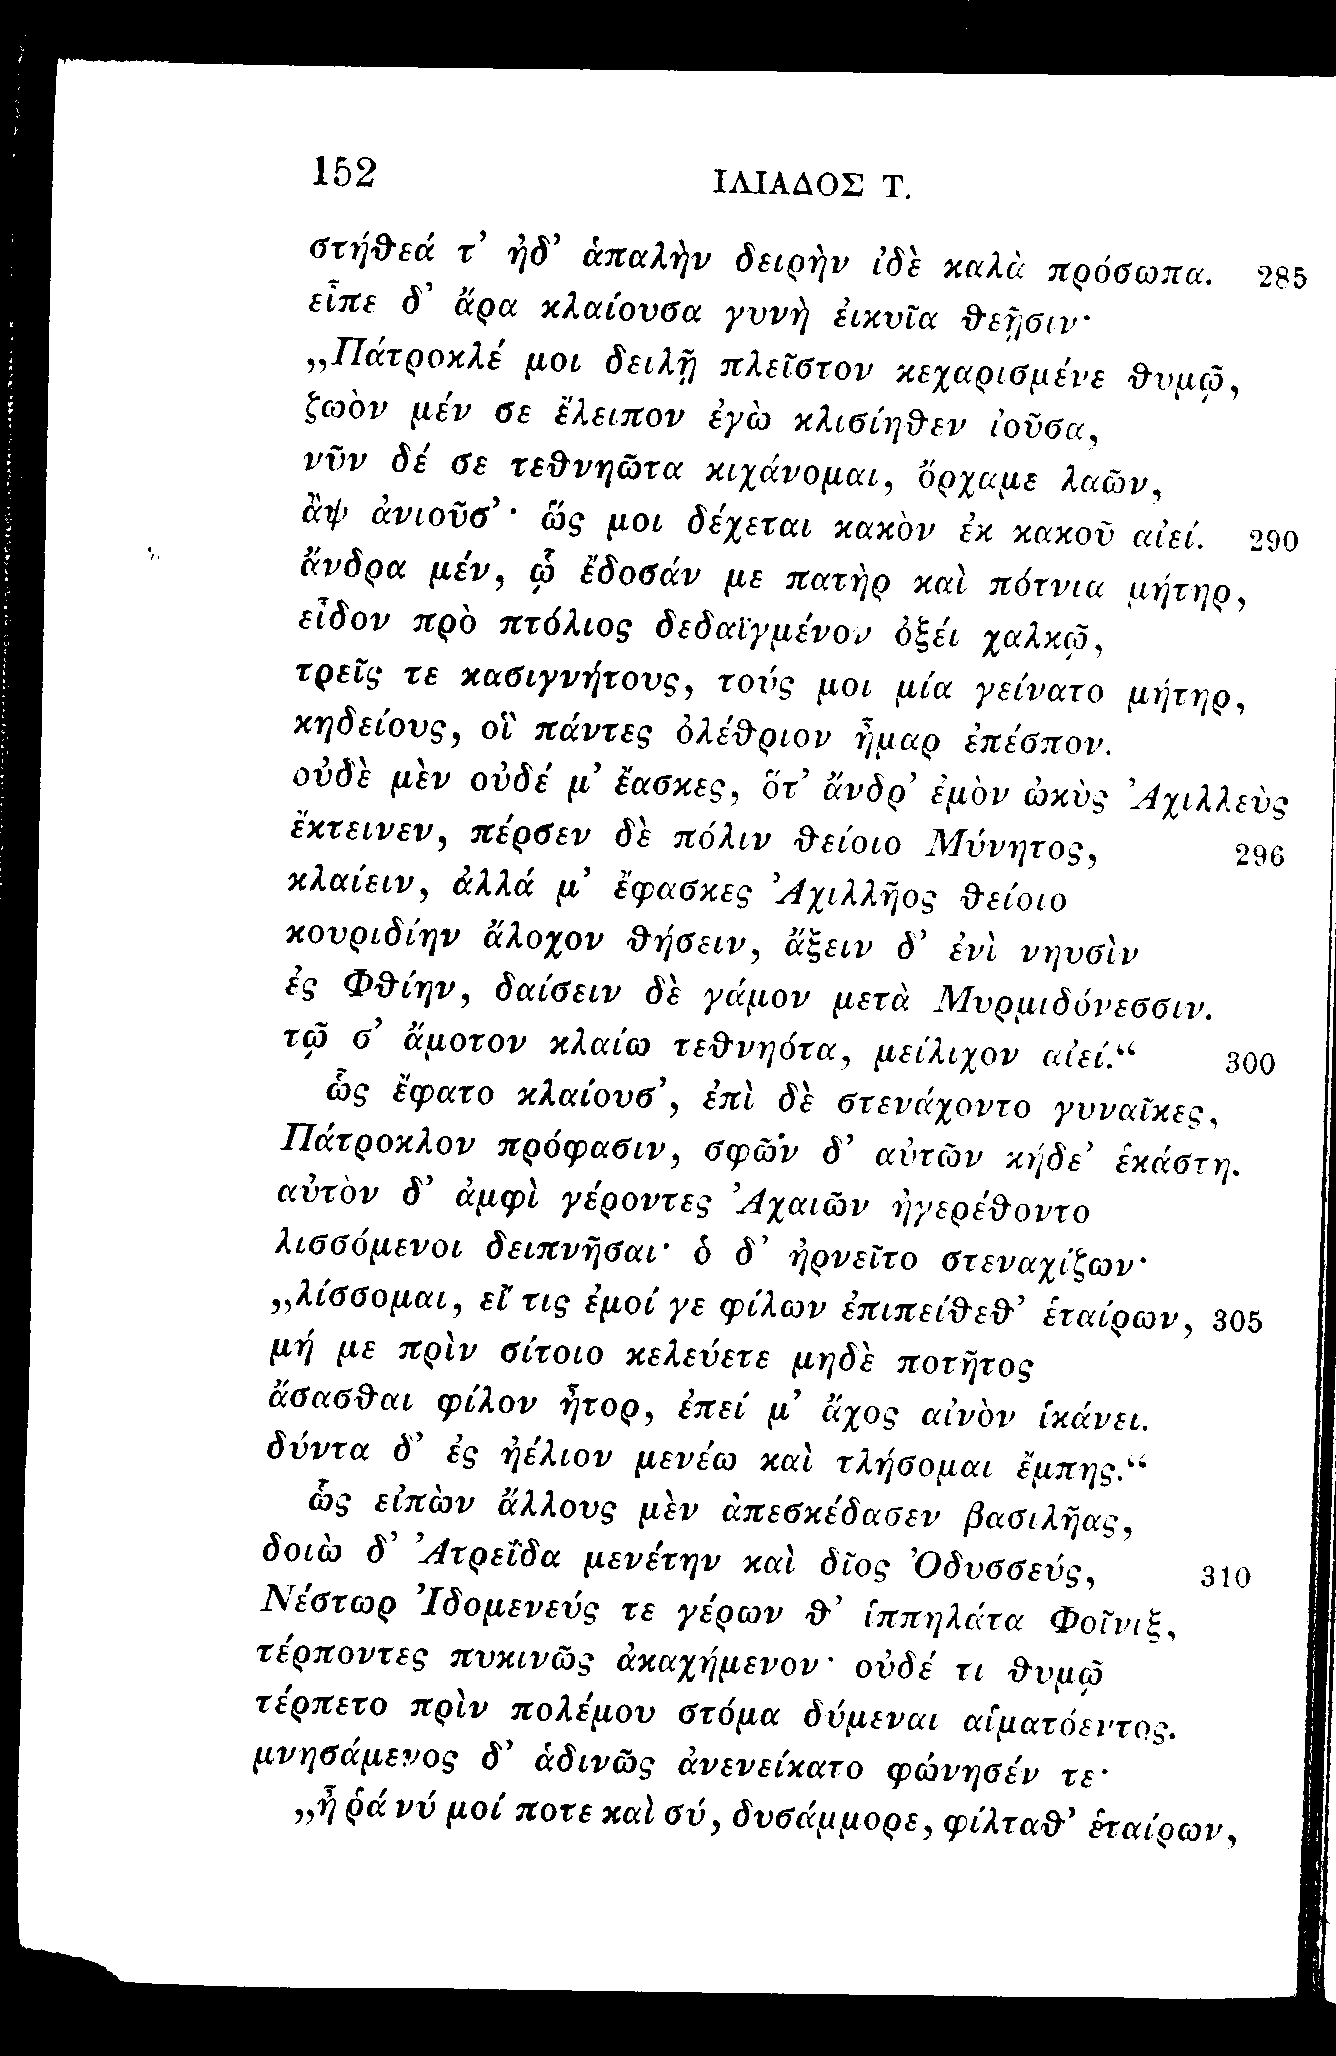 152 ΙΛΙΑΔΟΣ Τ.
στήθεά τ’ ἠδ’ ἁπαλὴν δειρὴν ἰδὲ καλὰ πρόσωπα. 285
εἶπε δ’ ἄρα κλαίουσα γυνὴ ἐικυῖα θεῇσιν·
„Πάτροκλέ μοι δειλῇ πλεῖστον κεχαρισμένε θυμῷ,
ζωὸν μέν σε ἔλειπον ἐγὼ κλισίηθεν ἰοῦσα,
νῦν δέ σε τεθνηῶτα κιχάνομαι, ὄρχαμε λαῶν,
ἂψ ἀνιοῦσ’· ὥς μοι δέχεται κακὸν ἐκ κακοῦ αἰεί. 290
ἄνδρα μέν, ᾧ ἔδοσάν με πατὴρ καὶ πότνια μήτηρ,
εἶδον πρὸ πτόλιος δεδαϊγμένον ὀξέι χαλκῷ,
τρεῖς τε κασιγνήτους, τούς μοι μία γείνατο μήτηρ,
κηδείους, οἳ πάντες ὀλέθριον ἦμαρ ἐπέσπον.
οὐδὲ μὲν οὐδέ μ’ ἔασκες, ὅτ’ ἄνδρ’ ἐμὸν ὠκὺς Ἀχιλλεὺς
ἔκτεινεν, πέρσεν δὲ πόλιν θείοιο Μύνητος, 296
κλαίειν, ἀλλά μ’ ἔφασκες Ἀχιλλῆος θείοιο
κουριδίην ἄλοχον θήσειν, ἄξειν δ’ ἐνὶ νηυσὶν
ἐς Φθίην, δαίσειν δὲ γάμον μετὰ Μυρμιδόνεσσιν.
τῷ σ’ ἄμοτον κλαίω τεθνηότα, μείλιχον αἰεί.“ 300
ὣς ἔφατο κλαίουσ’, ἐπὶ δὲ στενάχοντο γυναῖκες,
Πάτροκλον πρόφασιν, σφῶν δ’ αὐτῶν κήδε’ ἑκάστη.
αὐτὸν δ’ ἀμφὶ γέροντες Ἀχαιῶν ἠγερέθοντο
λισσόμενοι δειπνῆσαι· ὁ δ’ ἠρνεῖτο στεναχίζων·
„λίσσομαι, εἴ τις ἐμοί γε φίλων ἐπιπείθεθ’ ἑταίρων, 305
μή με πρὶν σίτοιο κελεύετε μηδὲ ποτῆτος
ἄσασθαι φίλον ἦτορ, ἐπεί μ’ ἄχος αἰνὸν ἱκάνει.
δύντα δ’ ἐς ἠέλιον μενέω καὶ τλήσομαι ἔμπης.“
ὣς εἰπὼν ἄλλους μὲν ἀπεσκέδασεν βασιλῆας,
δοιὼ δ’ Ἀτρεΐδα μενέτην καὶ δῖος Ὀδυσσεύς, 310
Νέστωρ Ἰδομενεύς τε γέρων θ’ ἱππηλάτα Φοῖνιξ,
τέρποντες πυκινῶς ἀκαχήμενον· οὐδέ τι θυμῷ
τέρπετο πρὶν πολέμου στόμα δύμεναι αἱματόεντος.
μνησάμενος δ’ ἁδινῶς ἀνενείκατο φώνησέν τε·
„ἦ ῥά νύ μοί ποτε καὶ σύ, δυσάμμορε, φίλταθ’ ἑταίρων,